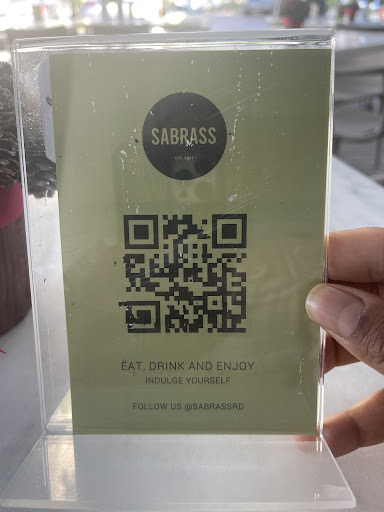 SABRASS
EAT, DRINK AND ENJOY
INDULGE YOURSELF
FOLLOW US @SABRASSRD